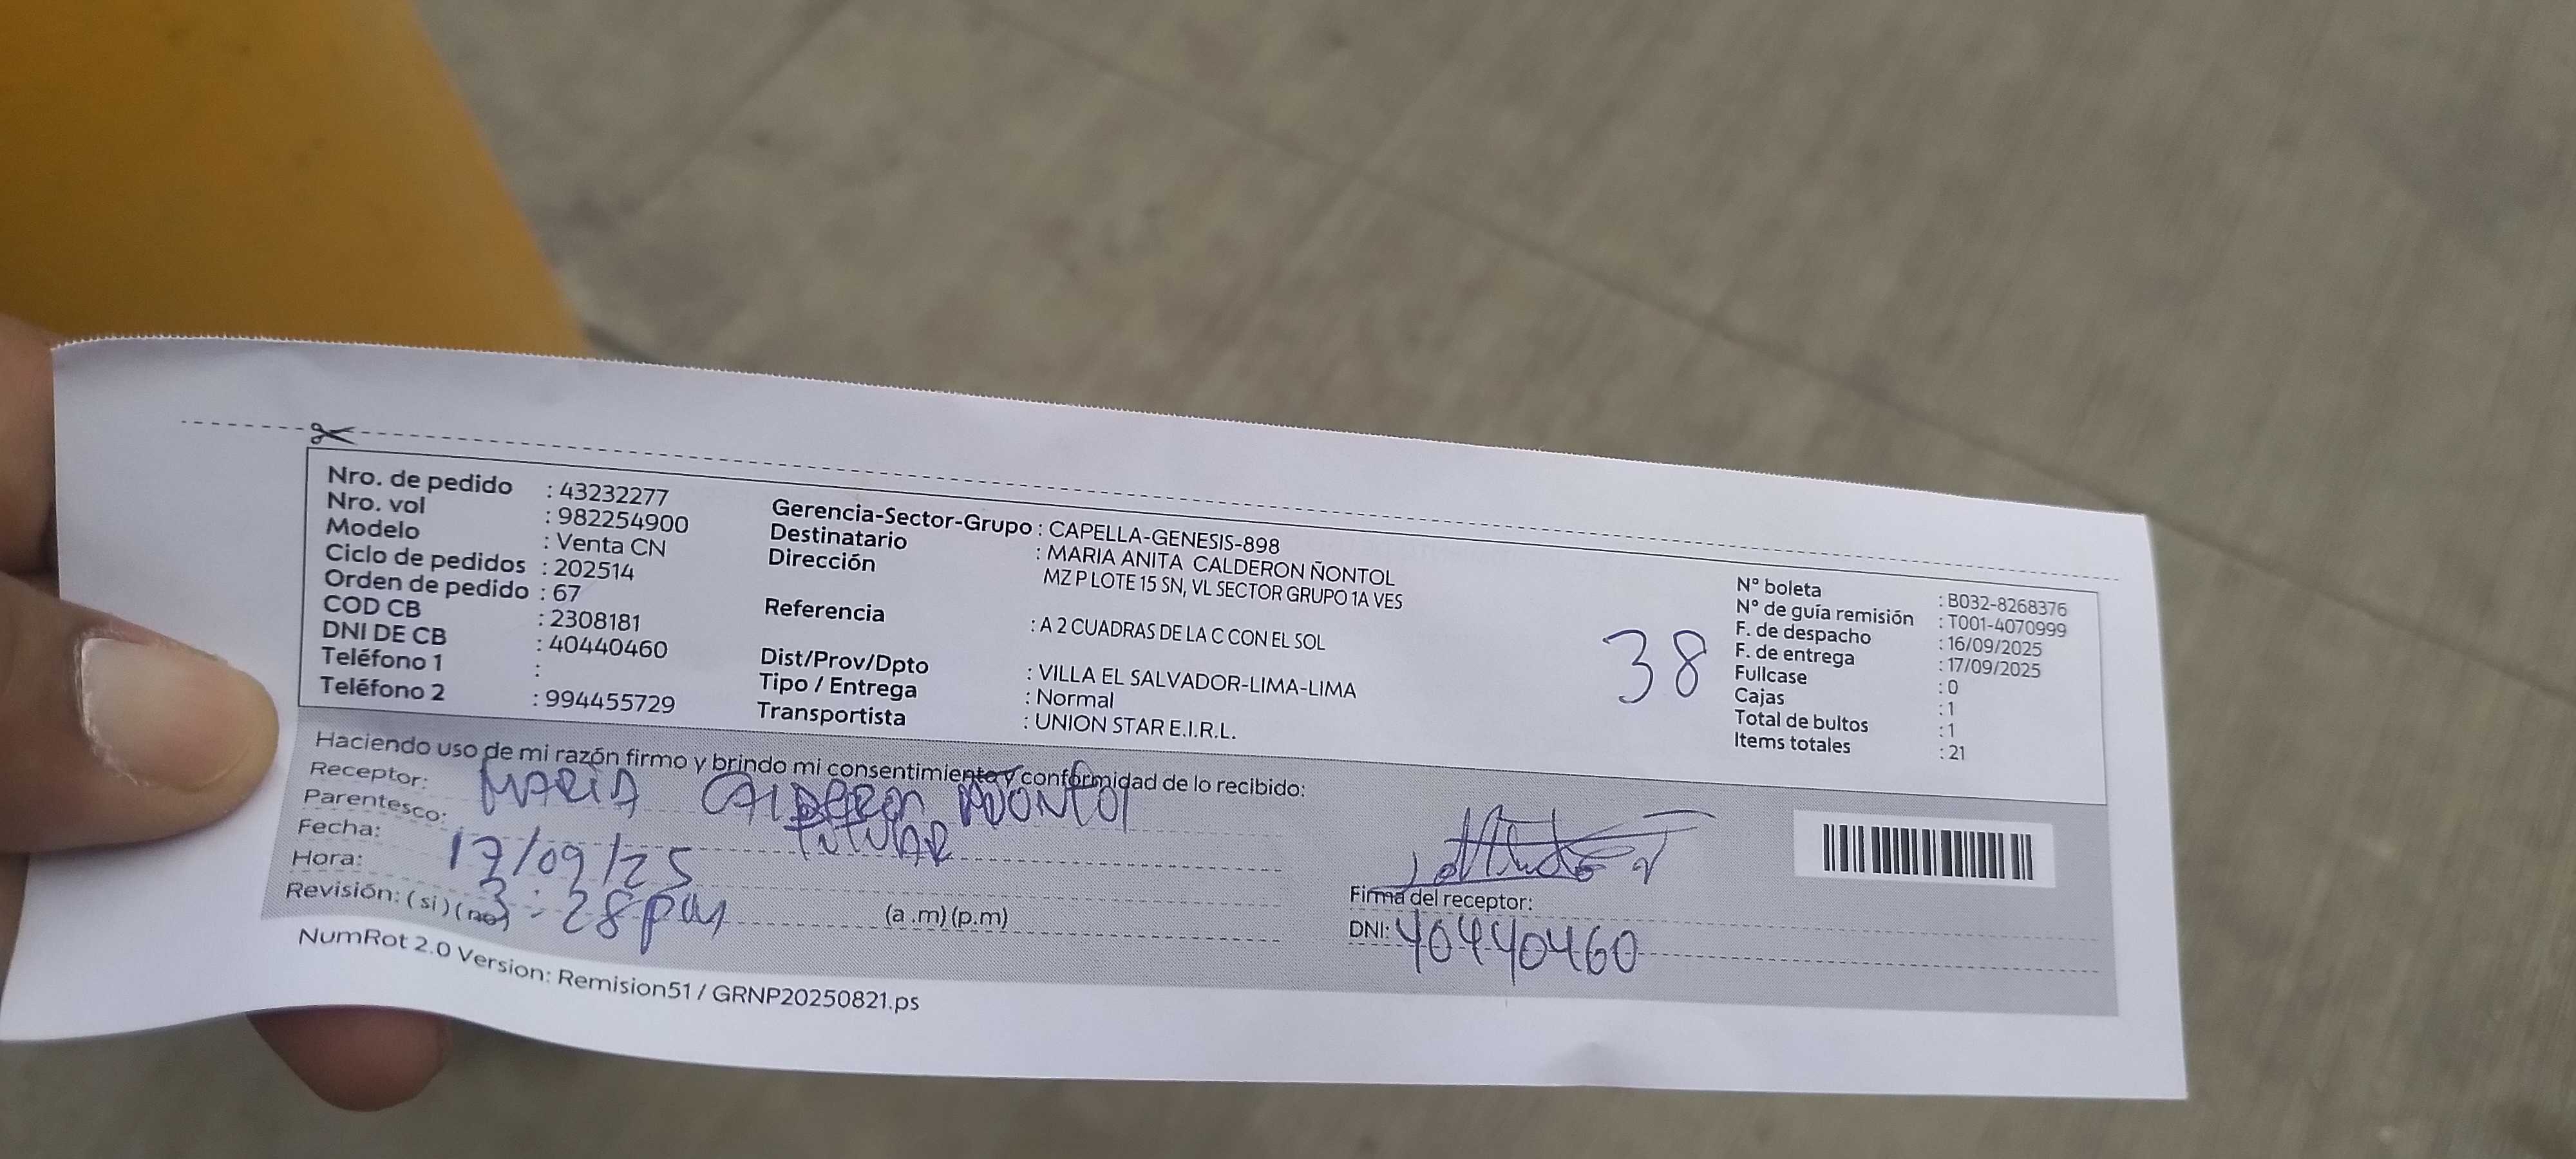 Nro. de pedido : 43232277
Nro. vol : 982254900
Modelo : Venta CN
Ciclo de pedidos : 202514
Orden de pedido : 67
COD CB : 2308181
DNI DE CB : 40440460
Teléfono 1 :
Teléfono 2 : 994455729
Gerencia-Sector-Grupo : CAPELLA-GENESIS-898
Destinatario : MARIA ANITA CALDERON ÑONTOL
Dirección MZ P LOTE 15 SN, VL SECTOR GRUPO 1A VES
Referencia : A 2 CUADRAS DE LA C CON EL SOL
Dist/Prov/Dpto : VILLA EL SALVADOR-LIMA-LIMA
Tipo / Entrega : Normal
Transportista : UNION STAR E.I.R.L.
38
N° boleta : B032-8268376
N° de guía remisión : T001-4070999
F. de despacho : 16/09/2025
F. de entrega : 17/09/2025
Fullcase : 0
Cajas : 1
Total de bultos : 1
Items totales : 21
Haciendo uso de mi razón firmo y brindo mi consentimiento y conformidad de lo recibido:
Receptor: MARIA CALDERON ÑONTOL
Parentesco: TITULAR
Fecha: 17/09/25
Hora: 3:28 pm (a .m) (p.m)
Revisión: (si) (no)
Firma del receptor:
DNI: 40440460
NumRot 2.0 Version: Remision51 / GRNP20250821.ps